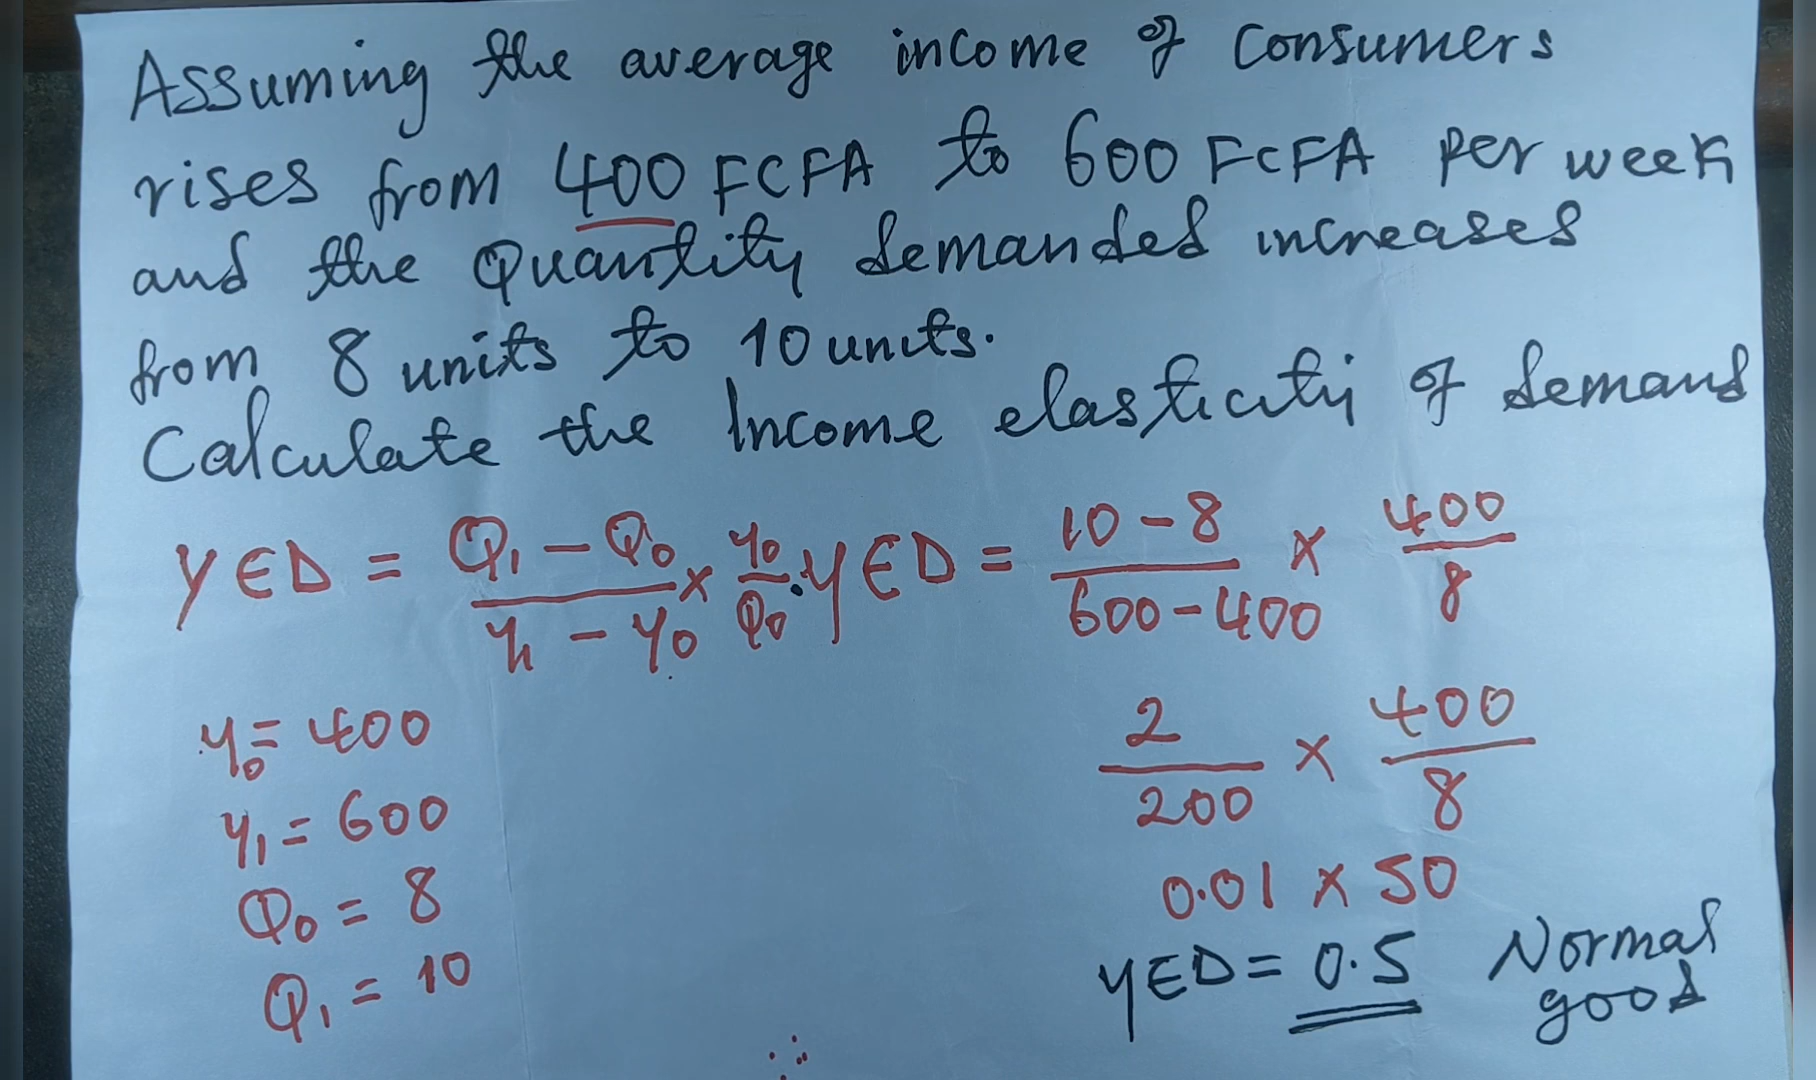 Assuming the average income of Consumers
rises from 400 FCFA to 600 FCFA per week
and the Quantity demanded increases
from 8 units to 10 units.
Calculate the Income elasticity of demand
YED = Q₁ - Q₀ / Y₁ - Y₀ × Y₀ / Q₀
Y₀ = 400
Y₁ = 600
Q₀ = 8
Q₁ = 10
YED = 10 - 8 / 600 - 400 × 400 / 8
2 / 200 × 400 / 8
0.01 × 50
YED = 0.5 Normal
good